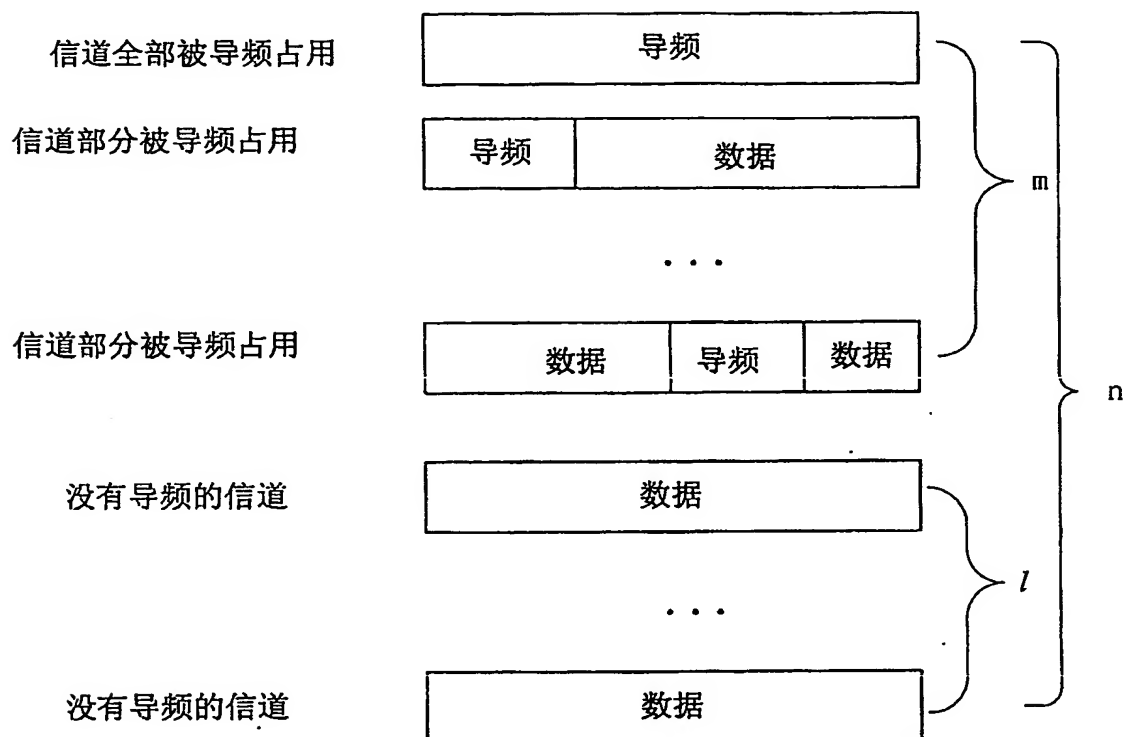 信道全部被导频占用 导频
信道部分被导频占用 导频 数据
m
...
信道部分被导频占用 数据 导频 数据
n
没有导频的信道 数据
l
...
没有导频的信道 数据